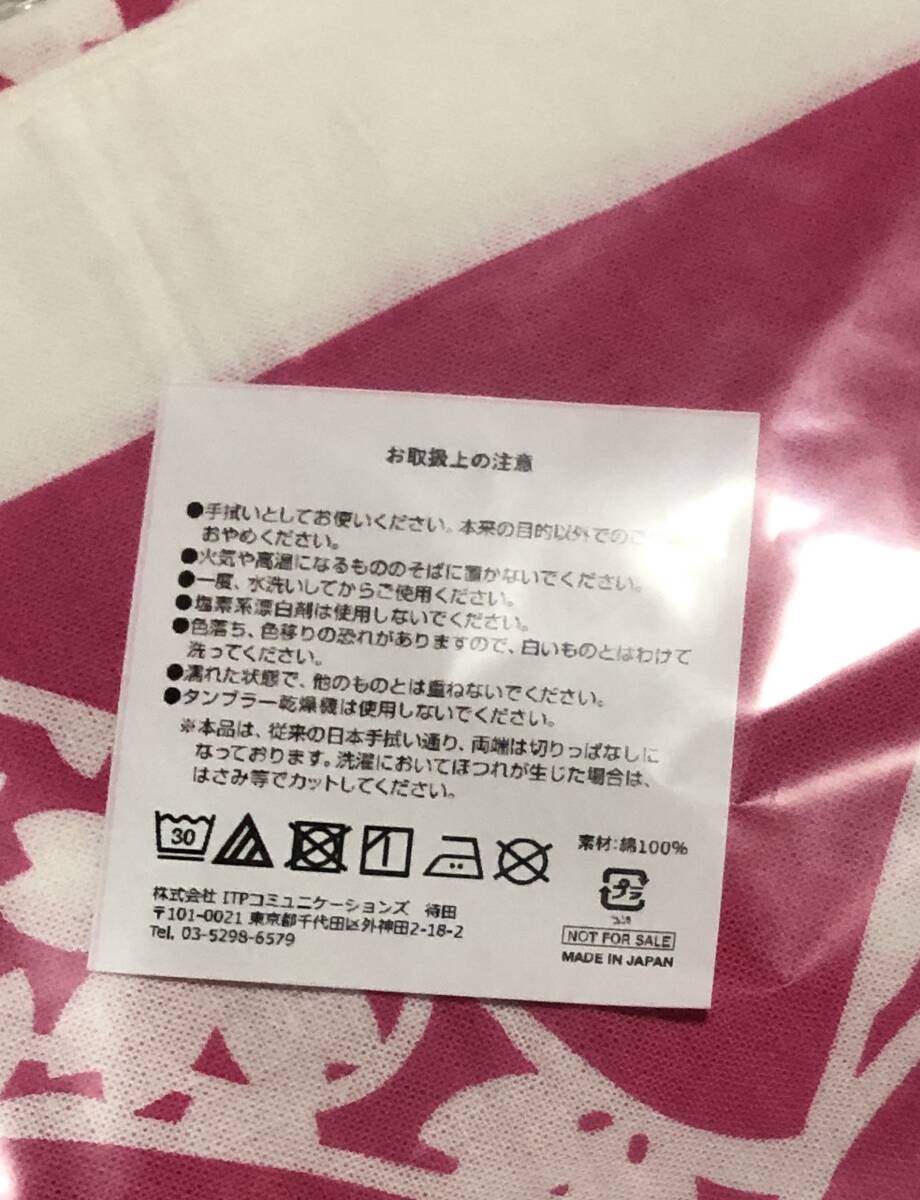 お取扱上の注意
●手拭いとしてお使いください。本来の目的以外でのご
おやめください。
●火気や高温になるもののそばに置かないでください。
●一度、水洗いしてからご使用ください。
●塩素系漂白剤は使用しないでください。
●色落ち、色移りの恐れがありますので、白いものとはわけて
洗ってください。
●濡れた状態で、他のものとは重ねないでください。
●タンブラー乾燥機は使用しないでください。
※本品は、従来の日本手拭い通り、両端は切りっぱなしに
なっております。洗濯においてほつれが生じた場合は、
はさみ等でカットしてください。
30
素材：綿100%
プラ
株式会社 ITPコミュニケーションズ 待田
〒101-0021 東京都千代田区外神田2-18-2
Tel. 03-5298-6579
NOT FOR SALE
MADE IN JAPAN